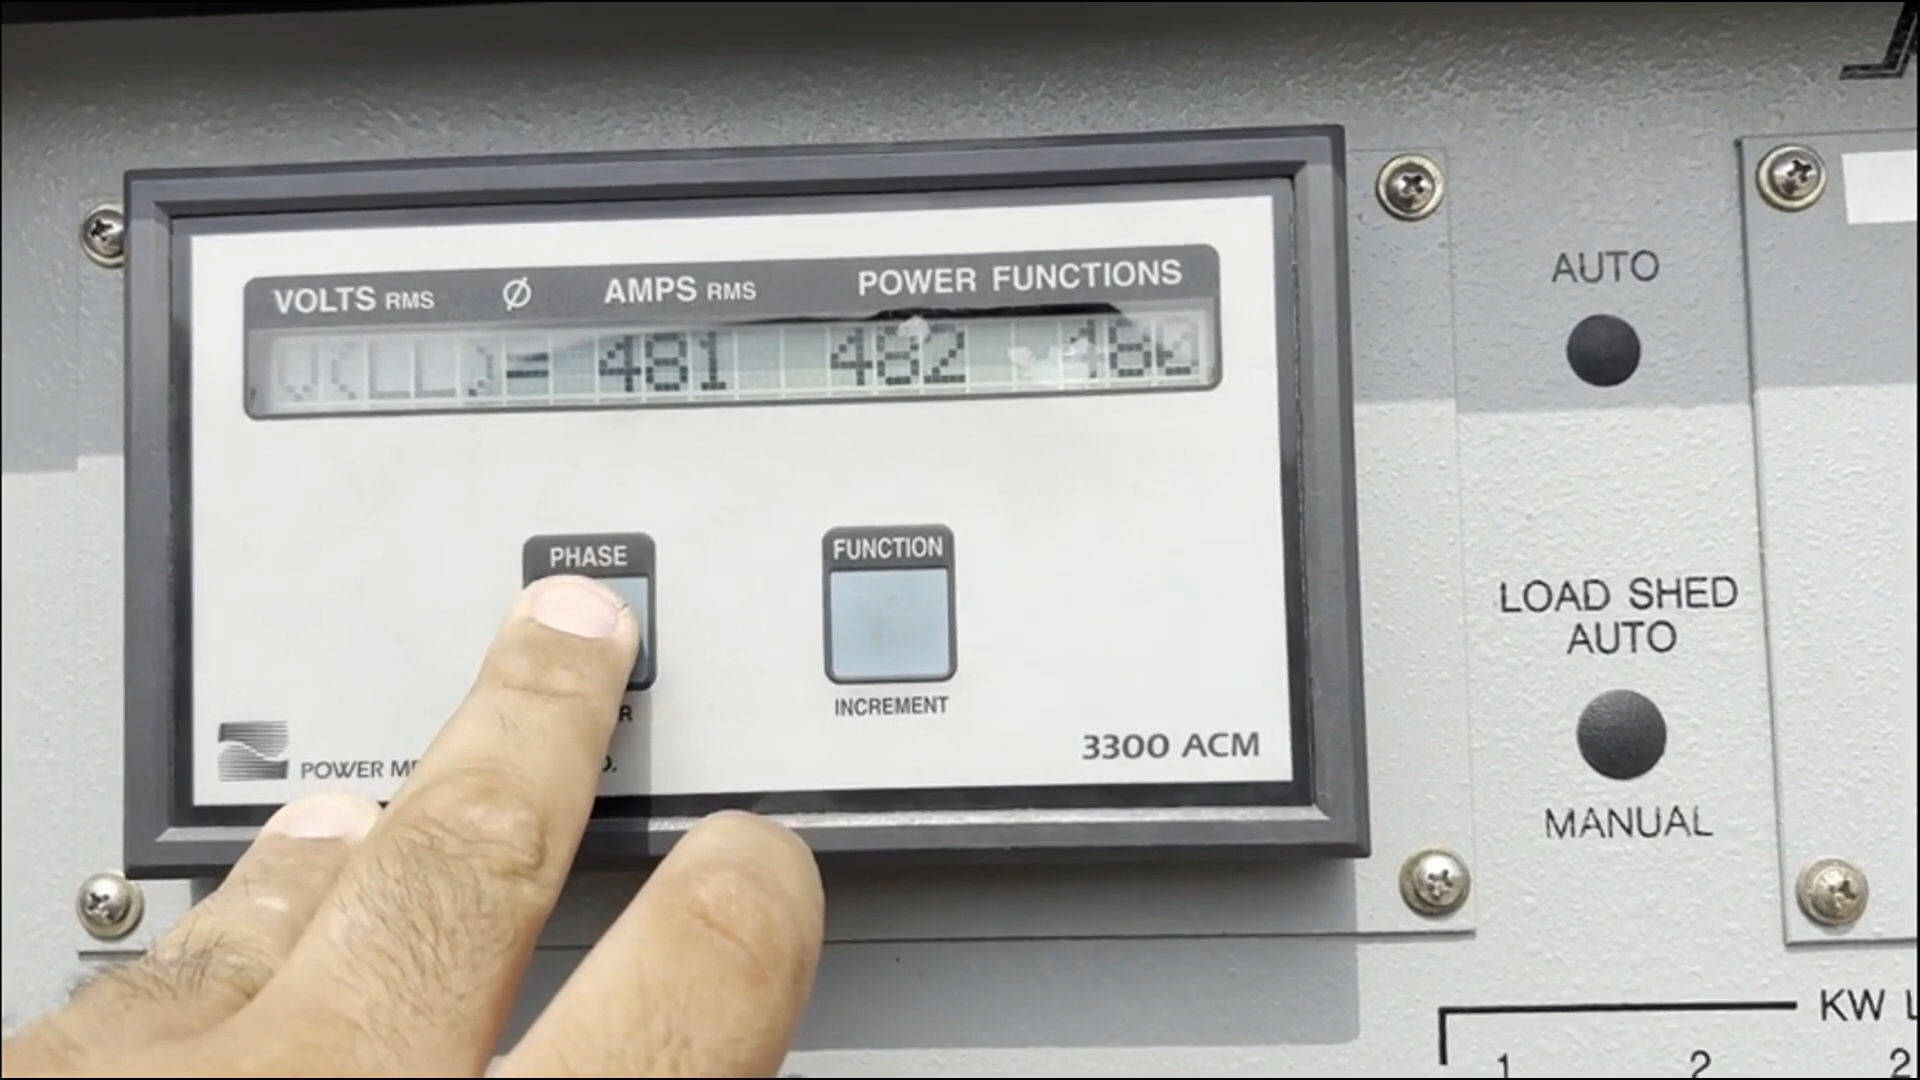 VOLTS RMS Ø AMPS RMS POWER FUNCTIONS
481 482
AUTO
PHASE FUNCTION
LOAD SHED
AUTO
INCREMENT
POWER
3300 ACM
MANUAL
KW
1 2 2